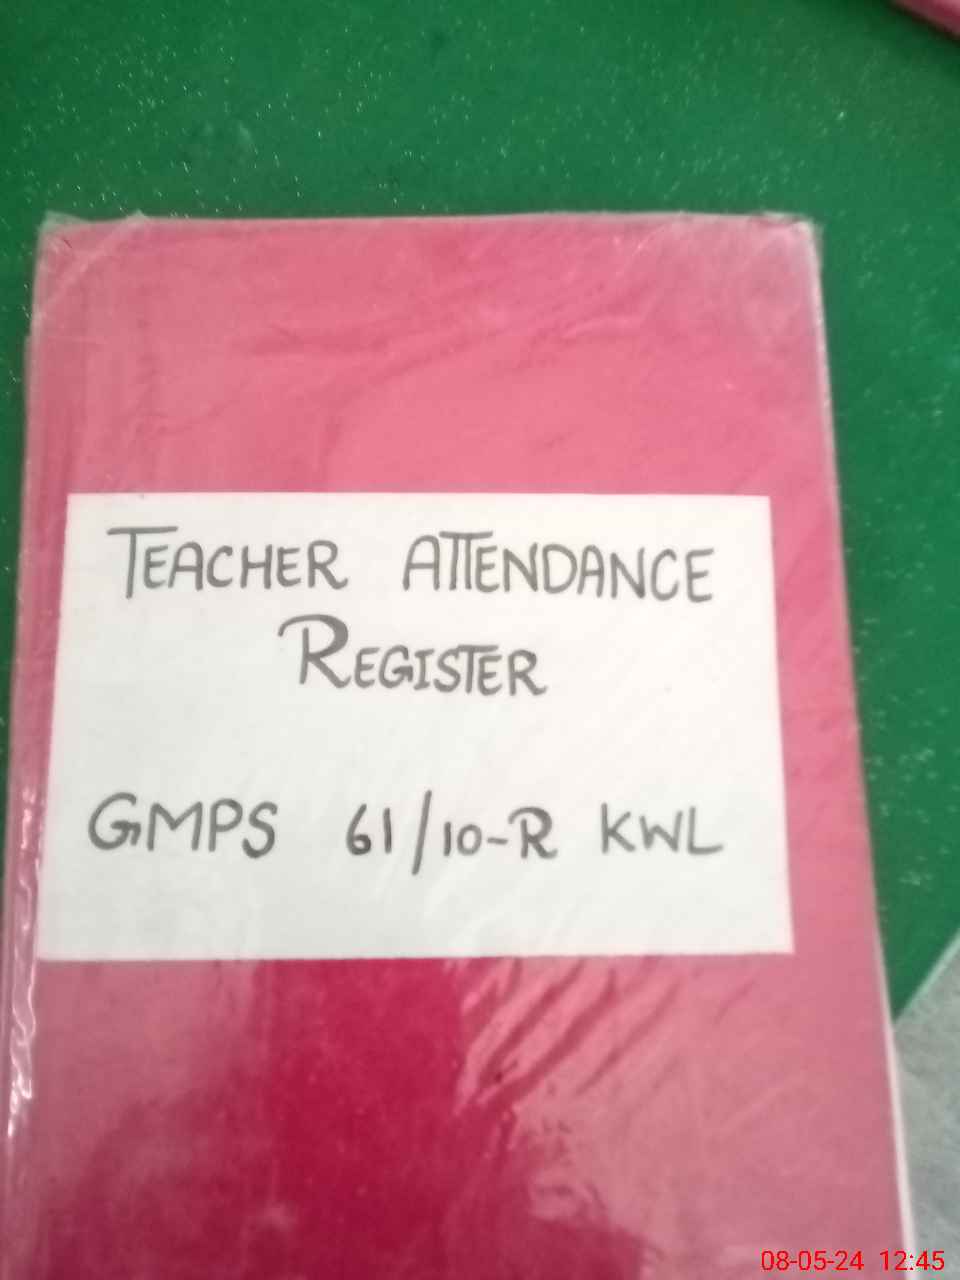 TEACHER ATTENDANCE
REGISTER
GMPS 61/10-R KWL
08-05-24 12:45